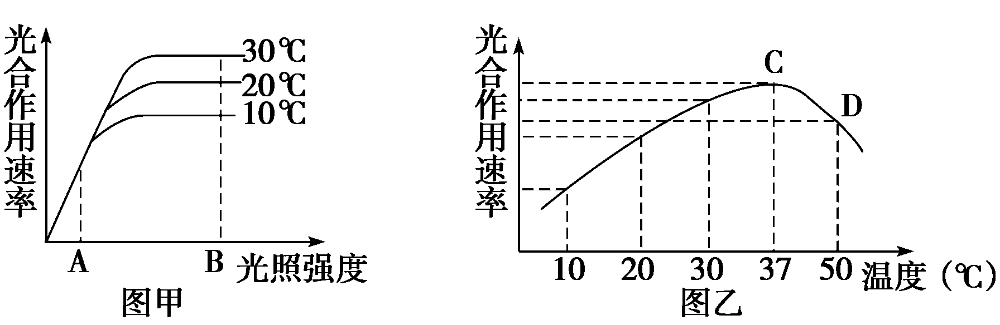 光合作用速率
30℃
20℃
10℃
A
B
光照强度
图甲
光合作用速率
C
D
10
20
30
37
50
温度(℃)
图乙